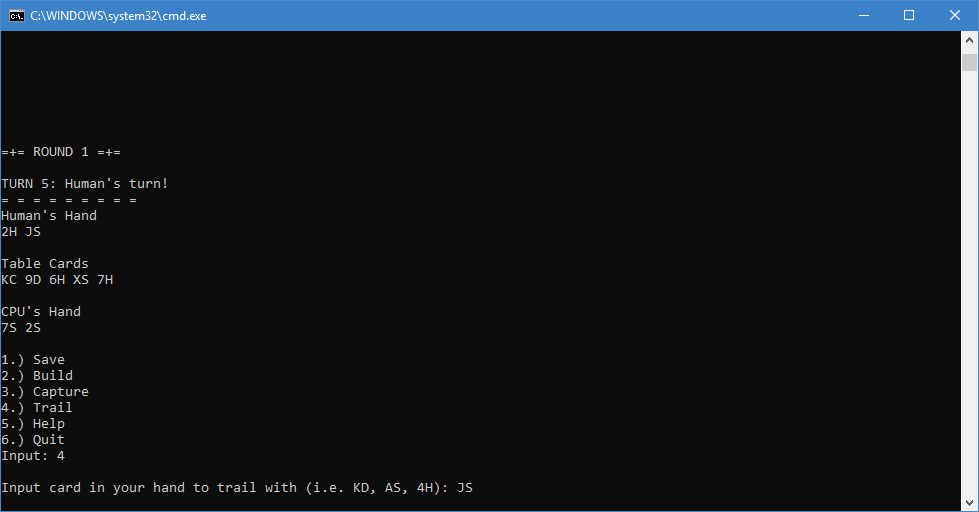 C:\WINDOWS\system32\cmd.exe
=+= ROUND 1 =+=
TURN 5: Human's turn!
= = = = = = = = =
Human's Hand
2H JS
Table Cards
KC 9D 6H XS 7H
CPU's Hand
7S 2S
1.) Save
2.) Build
3.) Capture
4.) Trail
5.) Help
6.) Quit
Input: 4
Input card in your hand to trail with (i.e. KD, AS, 4H): JS